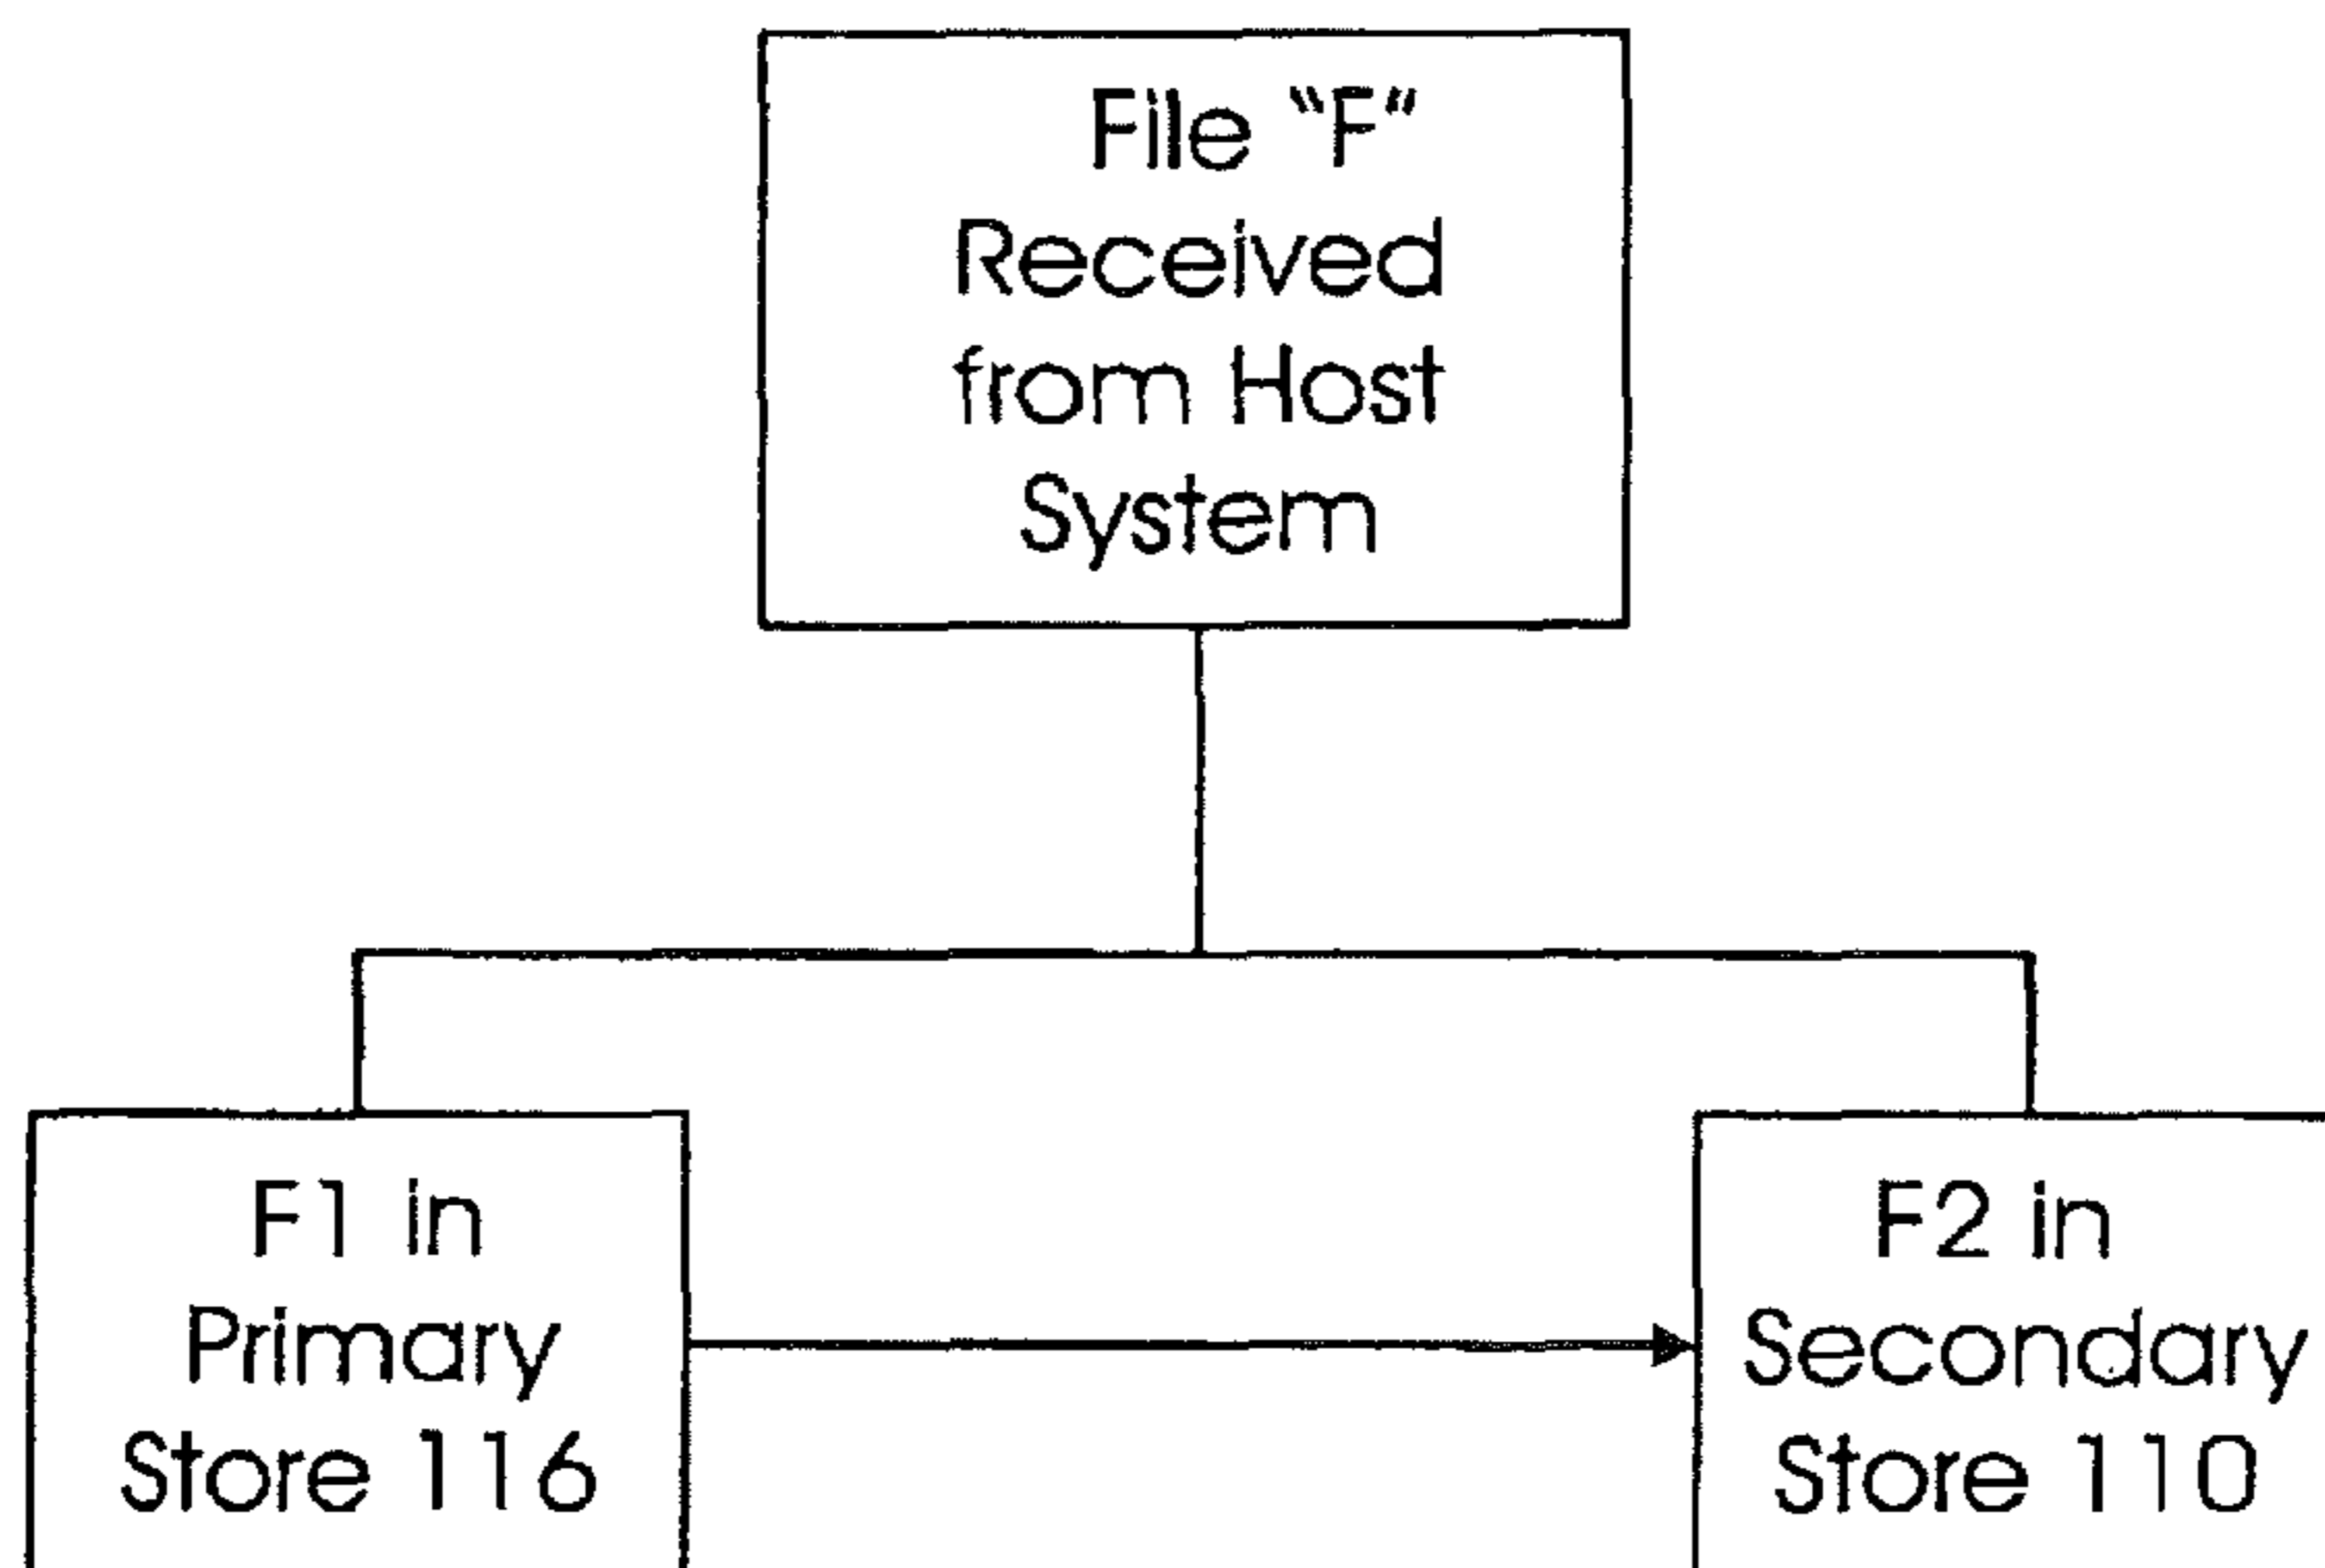 File “F”
Received
from Host
System
F1 in
Primary
Store 116
F2 in
Secondary
Store 110